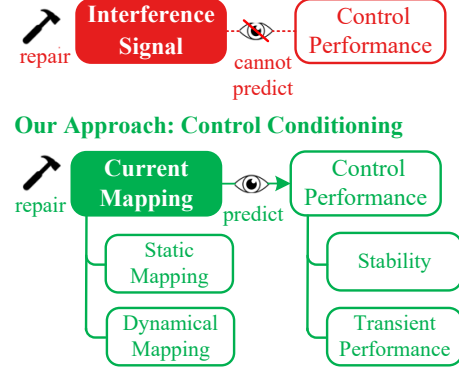 Interference
Signal
Control
Performance
repair
cannot
predict
Our Approach: Control Conditioning
Current
Mapping
Control
Performance
repair
predict
Static
Mapping
Stability
Dynamical
Mapping
Transient
Performance